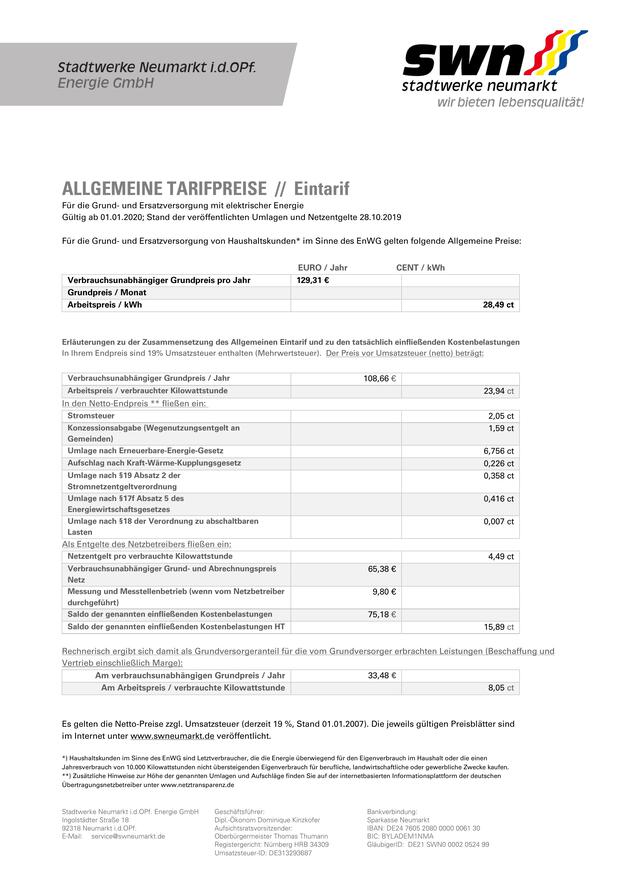 Stadtwerke Neumarkt i.d.OPf.
Energie GmbH
swn
stadtwerke neumarkt
wir bieten lebensqualität!
ALLGEMEINE TARIFPREISE // Eintarif
Für die Grund- und Ersatzversorgung mit elektrischer Energie
Gültig ab 01.01.2020; Stand der veröffentlichten Umlagen und Netzentgelte 28.10.2019
Für die Grund- und Ersatzversorgung von Haushaltskunden* im Sinne des EnWG gelten folgende Allgemeine Preise:
EURO / Jahr CENT / kWh
Verbrauchsunabhängiger Grundpreis pro Jahr 129,31 €
Grundpreis / Monat
Arbeitspreis / kWh 28,49 ct
Erläuterungen zu der Zusammensetzung des Allgemeinen Eintarif und zu den tatsächlich einfließenden Kostenbelastungen
In Ihrem Endpreis sind 19% Umsatzsteuer enthalten (Mehrwertsteuer). Der Preis vor Umsatzsteuer (netto) beträgt:
Verbrauchsunabhängiger Grundpreis / Jahr 108,66 €
Arbeitspreis / verbrauchter Kilowattstunde 23,94 ct
In den Netto-Endpreis ** fließen ein:
Stromsteuer 2,05 ct
Konzessionsabgabe (Wegenutzungsentgelt an 1,59 ct
Gemeinden)
Umlage nach Erneuerbare-Energie-Gesetz 6,756 ct
Aufschlag nach Kraft-Wärme-Kupplungsgesetz 0,226 ct
Umlage nach §19 Absatz 2 der 0,358 ct
Stromnetzentgeltverordnung
Umlage nach §17f Absatz 5 des 0,416 ct
Energiewirtschaftsgesetzes
Umlage nach §18 der Verordnung zu abschaltbaren 0,007 ct
Lasten
Als Entgelte des Netzbetreibers fließen ein:
Netzentgelt pro verbrauchte Kilowattstunde 4,49 ct
Verbrauchsunabhängiger Grund- und Abrechnungspreis 65,38 €
Netz
Messung und Messstellenbetrieb (wenn vom Netzbetreiber 9,80 €
durchgeführt)
Saldo der genannten einfließenden Kostenbelastungen 75,18 €
Saldo der genannten einfließenden Kostenbelastungen HT 15,89 ct
Rechnerisch ergibt sich damit als Grundversorgeranteil für die vom Grundversorger erbrachten Leistungen (Beschaffung und
Vertrieb einschließlich Marge):
Am verbrauchsunabhängigen Grundpreis / Jahr 33,48 €
Am Arbeitspreis / verbrauchte Kilowattstunde 8,05 ct
Es gelten die Netto-Preise zzgl. Umsatzsteuer (derzeit 19 %, Stand 01.01.2007). Die jeweils gültigen Preisblätter sind
im Internet unter www.swneumarkt.de veröffentlicht.
*) Haushaltskunden im Sinne des EnWG sind Letztverbraucher, die die Energie überwiegend für den Eigenverbrauch im Haushalt oder die einen
Jahresverbrauch von 10.000 Kilowattstunden nicht übersteigenden Eigenverbrauch für berufliche, landwirtschaftliche oder gewerbliche Zwecke kaufen.
**) Zusätzliche Hinweise zur Höhe der genannten Umlagen und Aufschläge finden Sie auf der internetbasierten Informationsplattform der deutschen
Übertragungsnetzbetreiber unter www.netztransparenz.de
Stadtwerke Neumarkt i.d.OPf. Energie GmbH
Ingolstädter Straße 18
92318 Neumarkt i.d.OPf.
E-Mail: service@swneumarkt.de
Geschäftsführer:
Dipl.-Ökonom Dominique Kinzkofer
Aufsichtsratsvorsitzender:
Oberbürgermeister Thomas Thumann
Registergericht: Nürnberg HRB 34309
Umsatzsteuer-ID: DE313293687
Bankverbindung:
Sparkasse Neumarkt
IBAN: DE24 7605 2080 0000 0061 30
BIC: BYLADEM1NMA
GläubigerID: DE21 SWN0 0002 0524 99